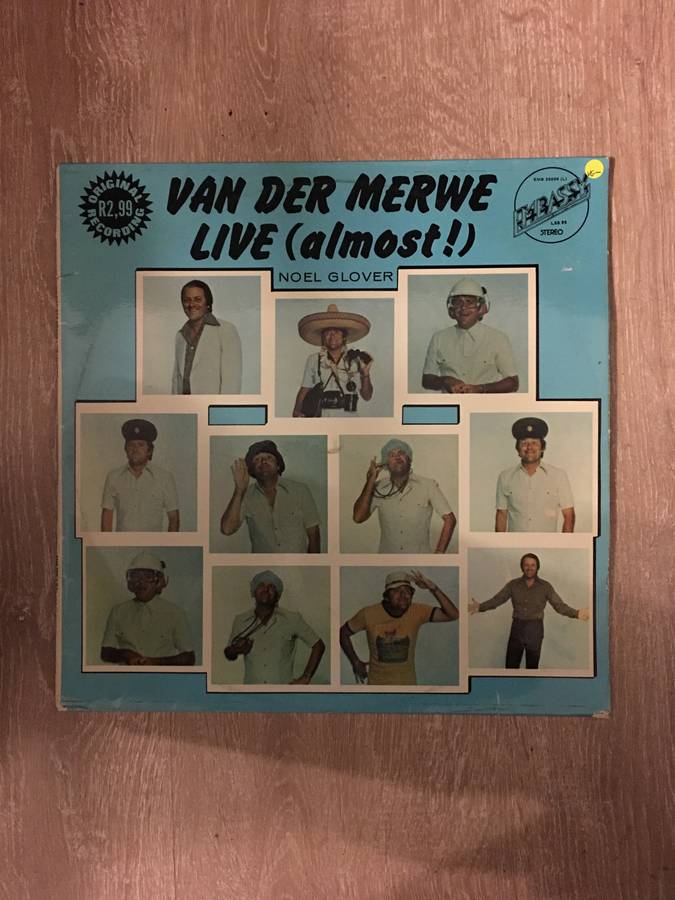 ORIGINAL
R2,99
RECORDING
VAN DER MERWE
LIVE (almost!)
NOEL GLOVER
EMBASSY
STEREO